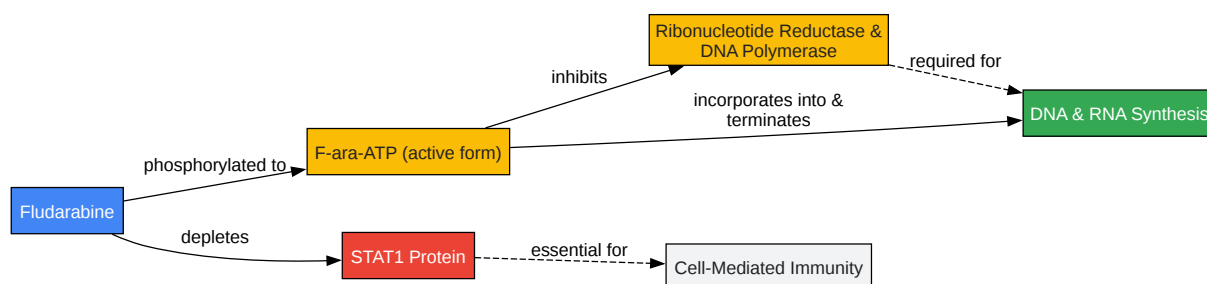 Ribonucleotide Reductase &
DNA Polymerase
required for
inhibits
incorporates into &
terminates
DNA & RNA Synthesis
F-ara-ATP (active form)
phosphorylated to
Fludarabine
depletes
STAT1 Protein
essential for
Cell-Mediated Immunity